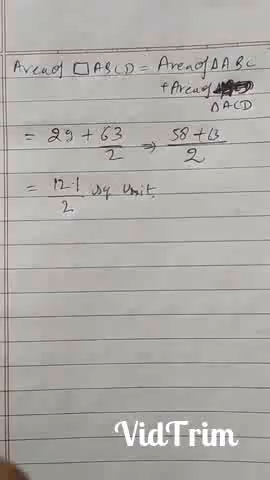 Area of □ ABCD = Area of ΔABC
+ Area of
ΔACD
= 29 + 63/2 ⇒ 58 + 63/2
= 121/2 sq unit.
VidTrim